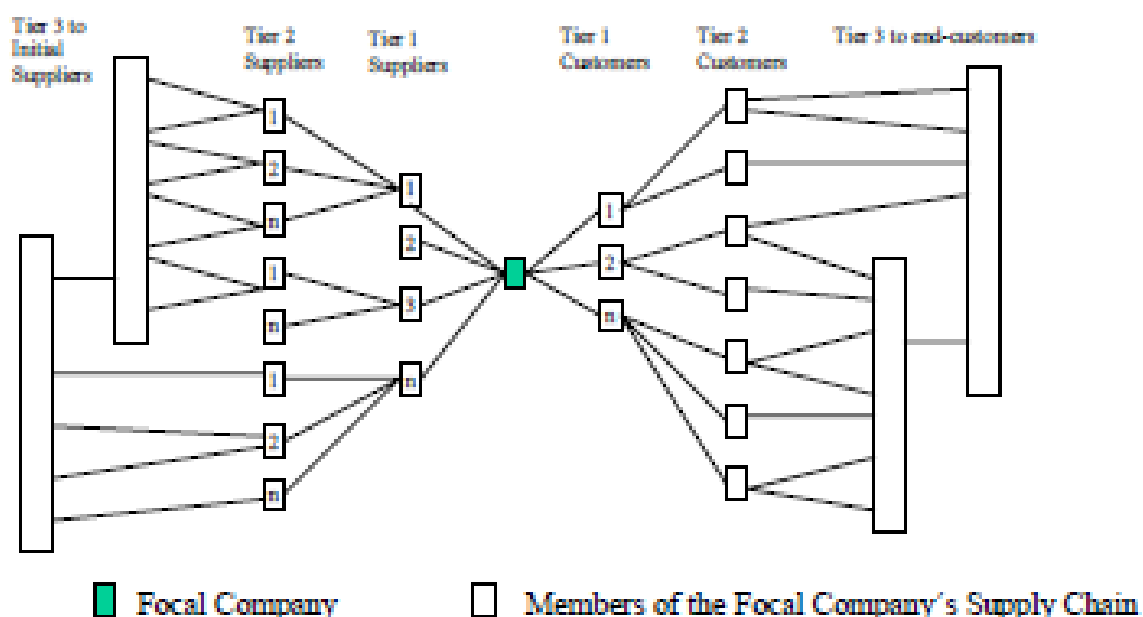 Tier 3 to
Initial
Suppliers
Tier 2
Suppliers
Tier 1
Suppliers
Tier 1
Customers
Tier 2
Customers
Tier 3 to end-customers
1
2
n
1
n
1
2
n
1
2
3
n
1
2
n
Focal Company
Members of the Focal Company´s Supply Chain